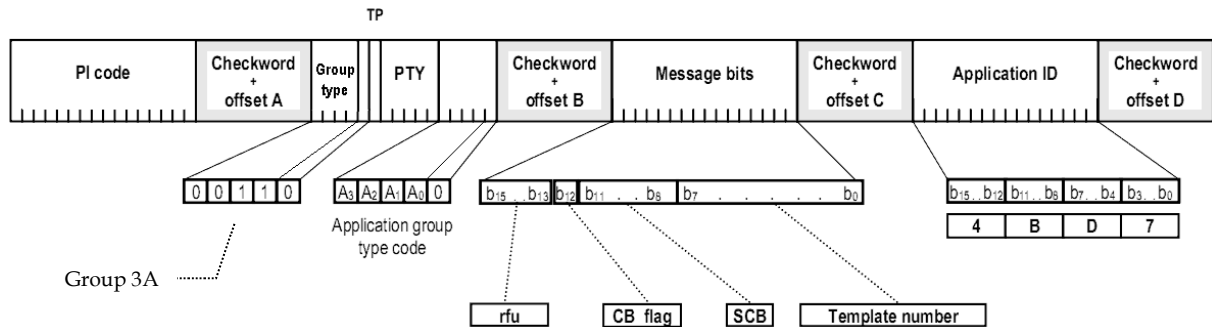 TP
PI code
Checkword + offset A
Group type
PTY
Checkword + offset B
Message bits
Checkword + offset C
Application ID
Checkword + offset D
0 0 1 1 0
A3 A2 A1 A0 0
b15 . . b13 b12 b11 . . b8 b7 . . . . . b0
b15 . . b12 b11 . . b8 b7 . . b4 b3 . . b0
4 B D 7
Application group
type code
Group 3A
rfu
CB flag
SCB
Template number